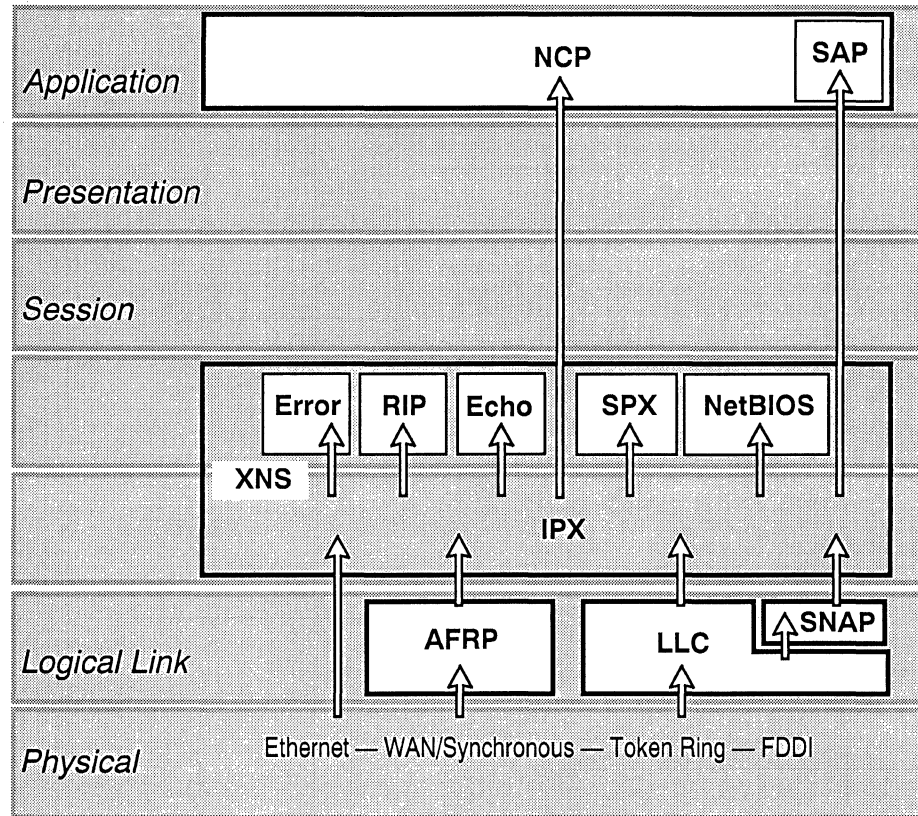 NCP
SAP
Application
Presentation
Session
Error
RIP
Echo
SPX
NetBIOS
XNS
IPX
AFRP
LLC
SNAP
Logical Link
Ethernet — WAN/Synchronous — Token Ring — FDDI
Physical